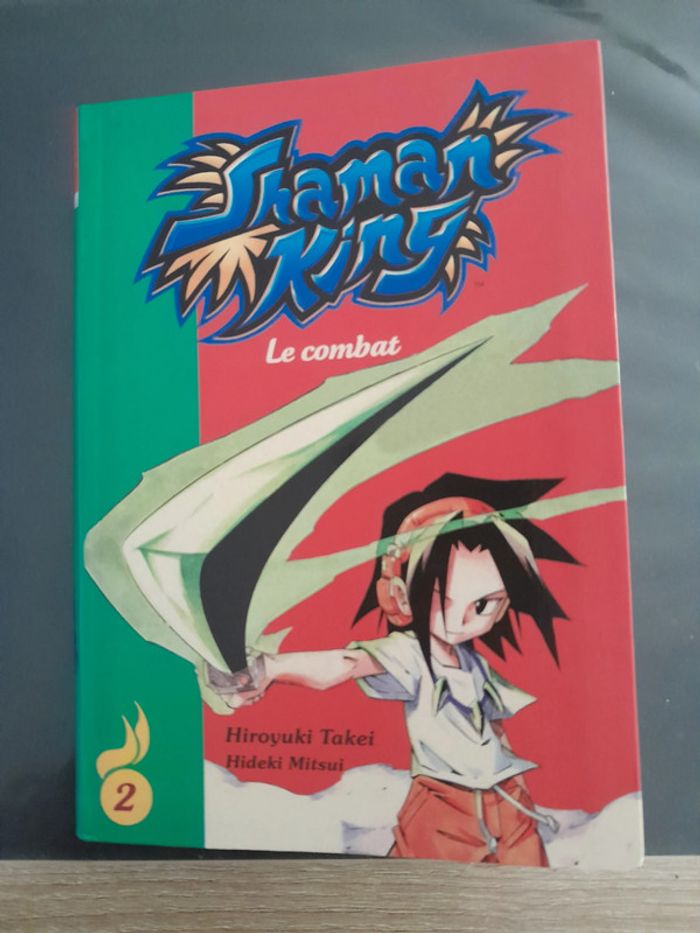 Shaman
King
Le combat
Hiroyuki Takei
Hideki Mitsui
2